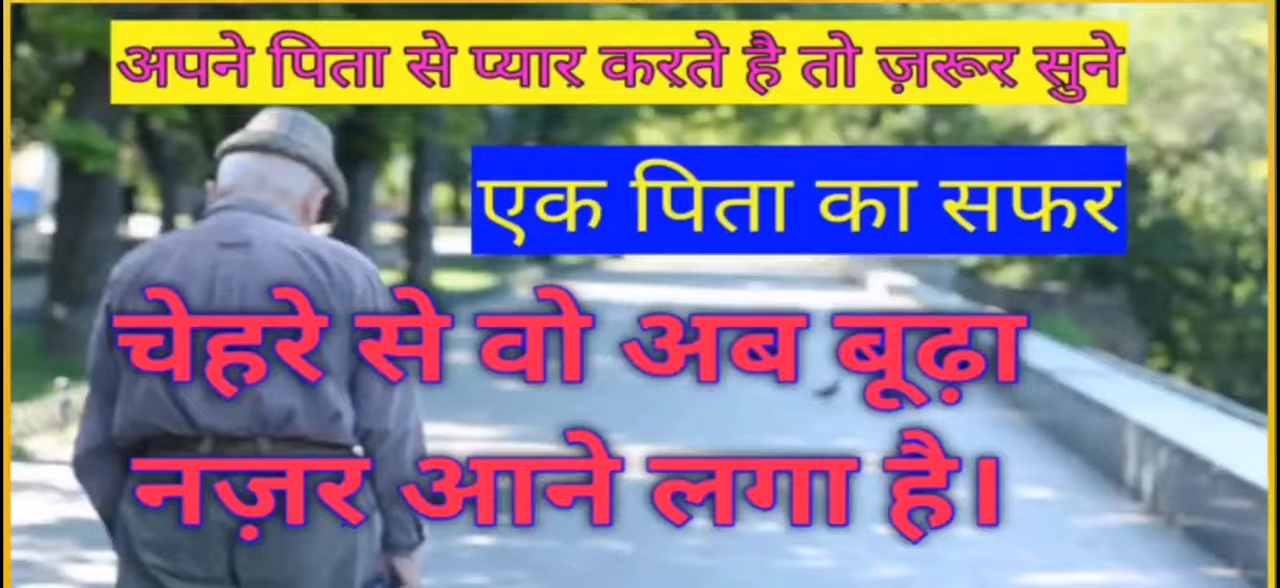 अपने पिता से प्यार करते है तो ज़रूर सुने
एक पिता का सफर
चेहरे से वो अब बूढ़ा
नज़र आने लगा है।